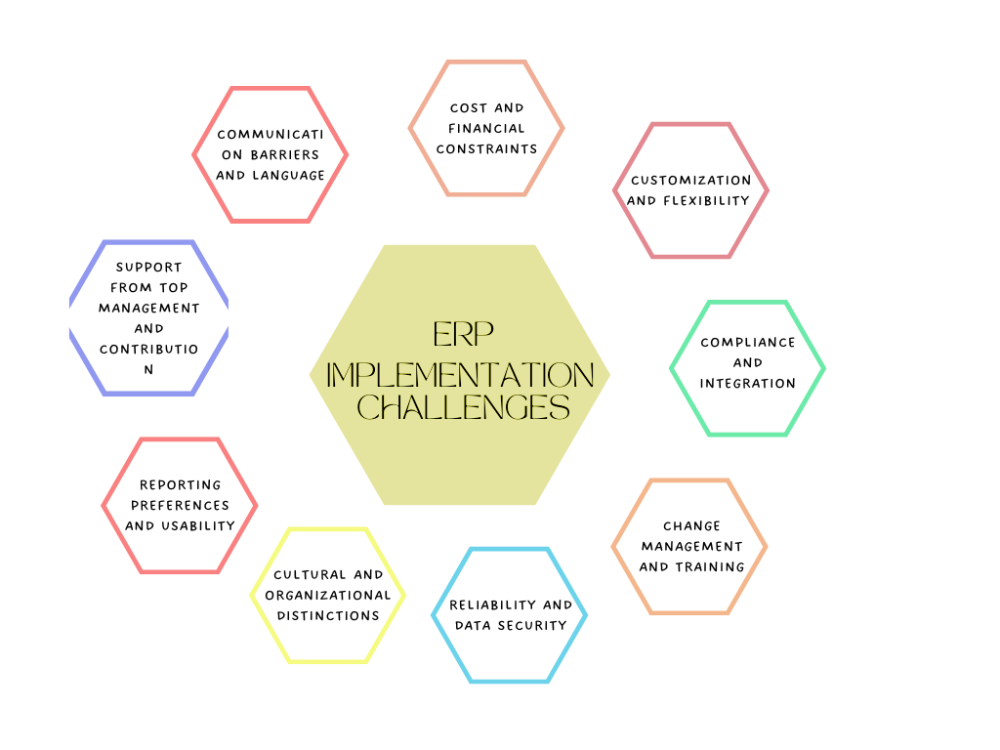 COST AND
FINANCIAL
CONSTRAINTS
COMMUNICATI
ON BARRIERS
AND LANGUAGE
CUSTOMIZATION
AND FLEXIBILITY
SUPPORT
FROM TOP
MANAGEMENT
AND
CONTRIBUTIO
N
ERP
IMPLEMENTATION
CHALLENGES
COMPLIANCE
AND
INTEGRATION
REPORTING
PREFERENCES
AND USABILITY
CHANGE
MANAGEMENT
AND TRAINING
CULTURAL AND
ORGANIZATIONAL
DISTINCTIONS
RELIABILITY AND
DATA SECURITY